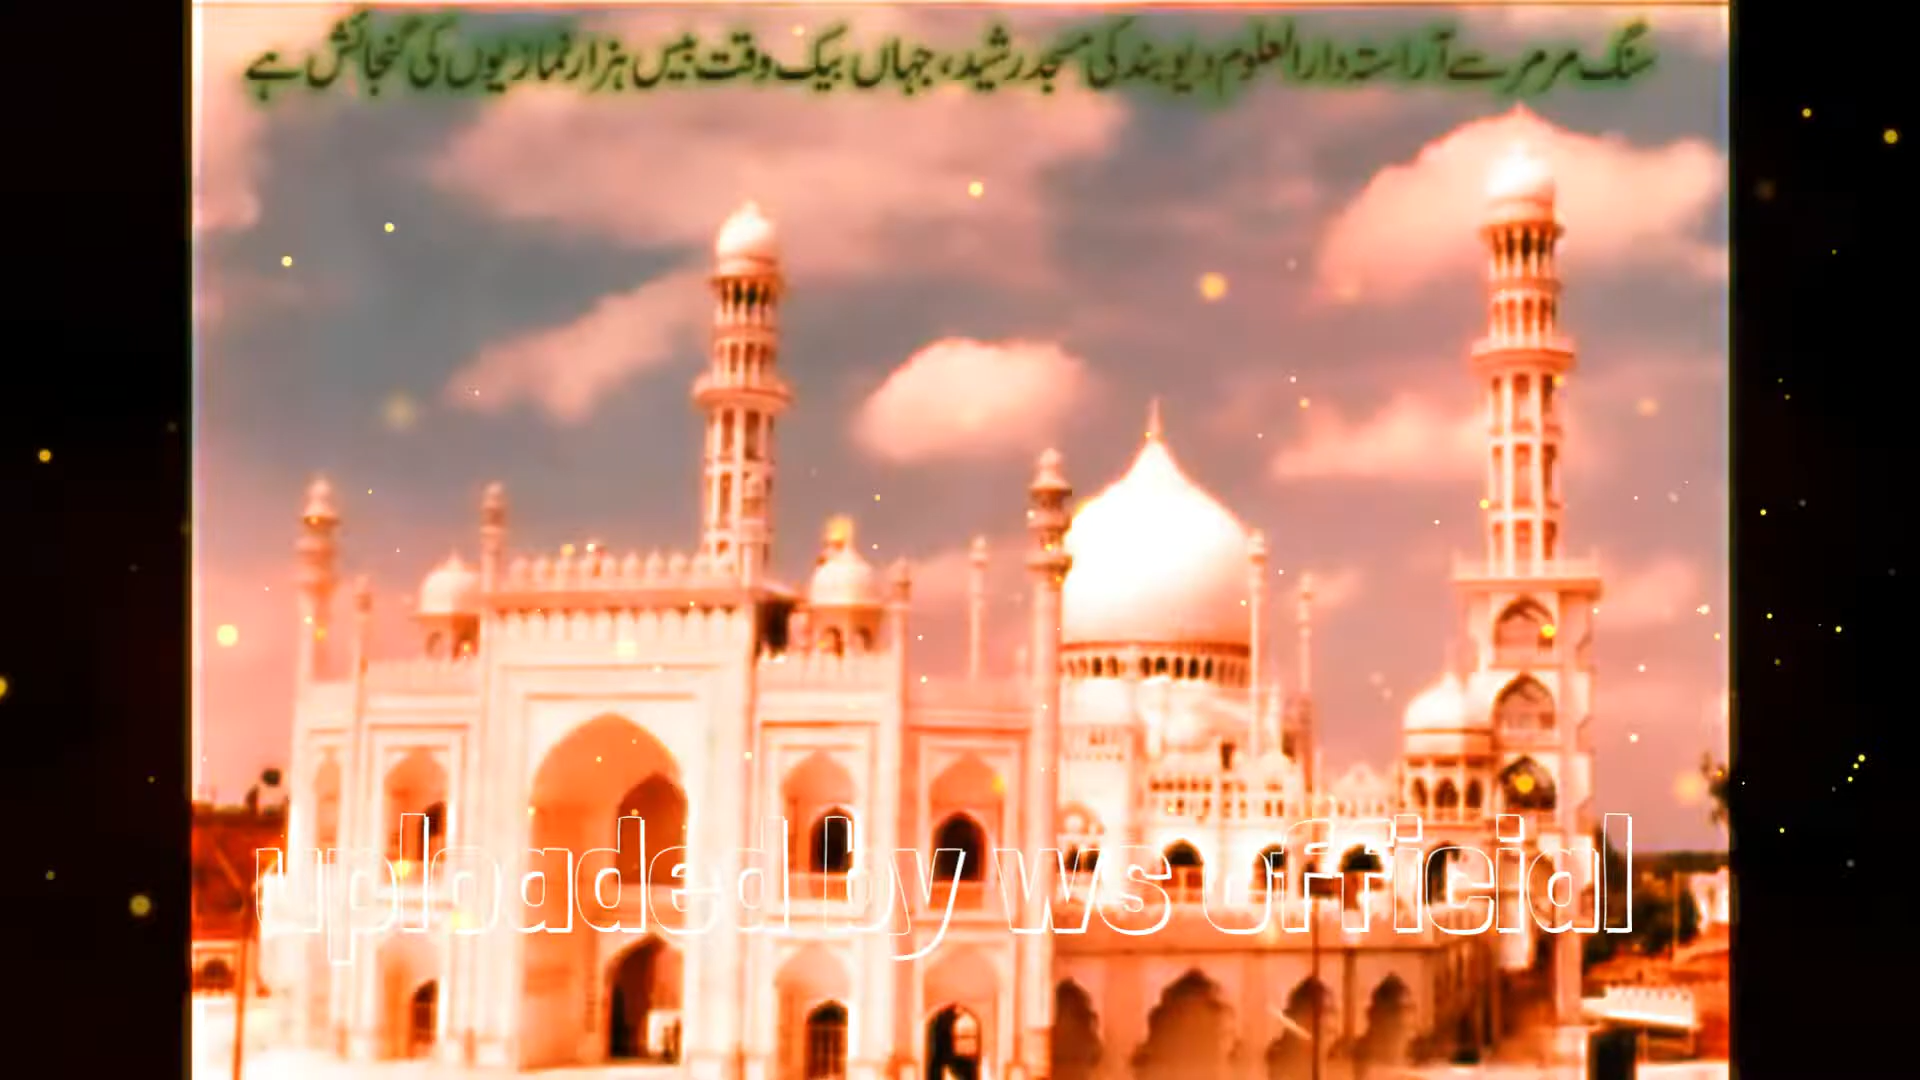 سنگ مرمر سے آراستہ دارالعلوم دیوبند کی مسجد رشید، جہاں بیک وقت بیس ہزار نمازیوں کی گنجائش ہے
uploaded by ws official